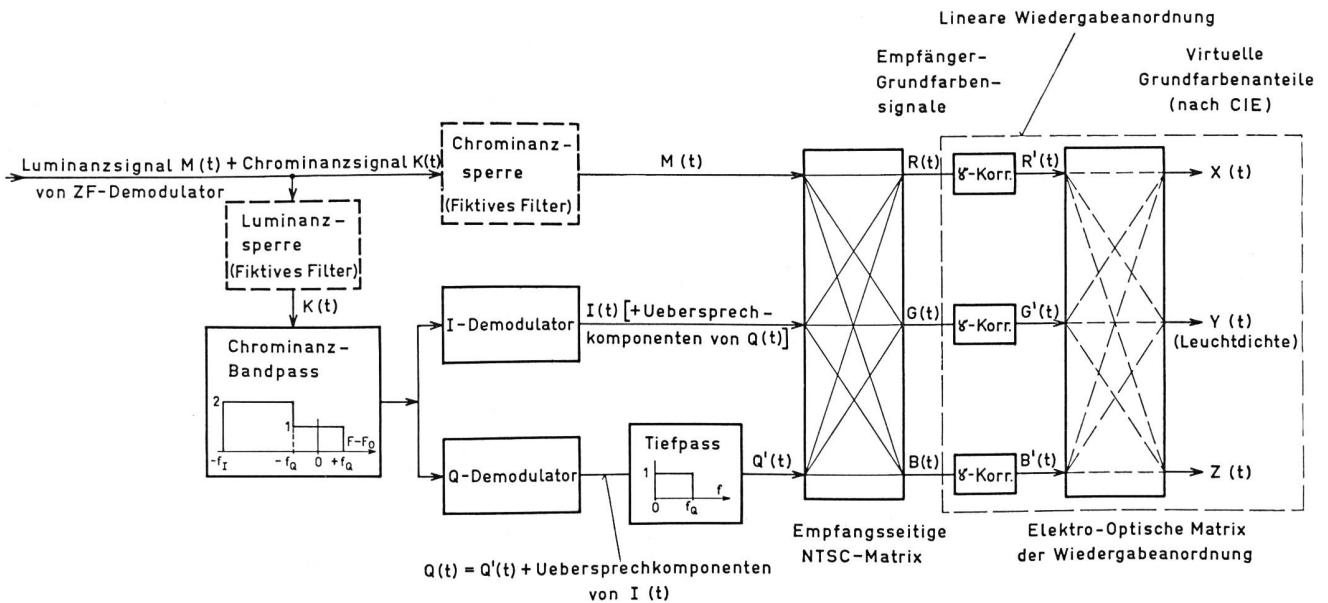 Lineare Wiedergabeanordnung
Empfänger-
Grundfarben-
signale
Virtuelle
Grundfarbenanteile
(nach CIE)
Luminanzsignal M(t) + Chrominanzsignal K(t)
von ZF-Demodulator
Chrominanz-
sperre
(Fiktives Filter)
M(t)
R(t)
ɣ-Korr.
R'(t)
X (t)
Luminanz-
sperre
(Fiktives Filter)
K(t)
Chrominanz-
Bandpass
2
1
F-F0
-fI
-fQ
0
+fQ
I-Demodulator
I(t) [+Uebersprech-
komponenten von Q(t)]
G(t)
ɣ-Korr.
G'(t)
Y (t)
(Leuchtdichte)
Q-Demodulator
Tiefpass
1
0
fQ
f
Q'(t)
B(t)
ɣ-Korr.
B'(t)
Z (t)
Empfangsseitige
NTSC-Matrix
Elektro-Optische Matrix
der Wiedergabeanordnung
Q(t) = Q'(t) + Uebersprechkomponenten
von I (t)